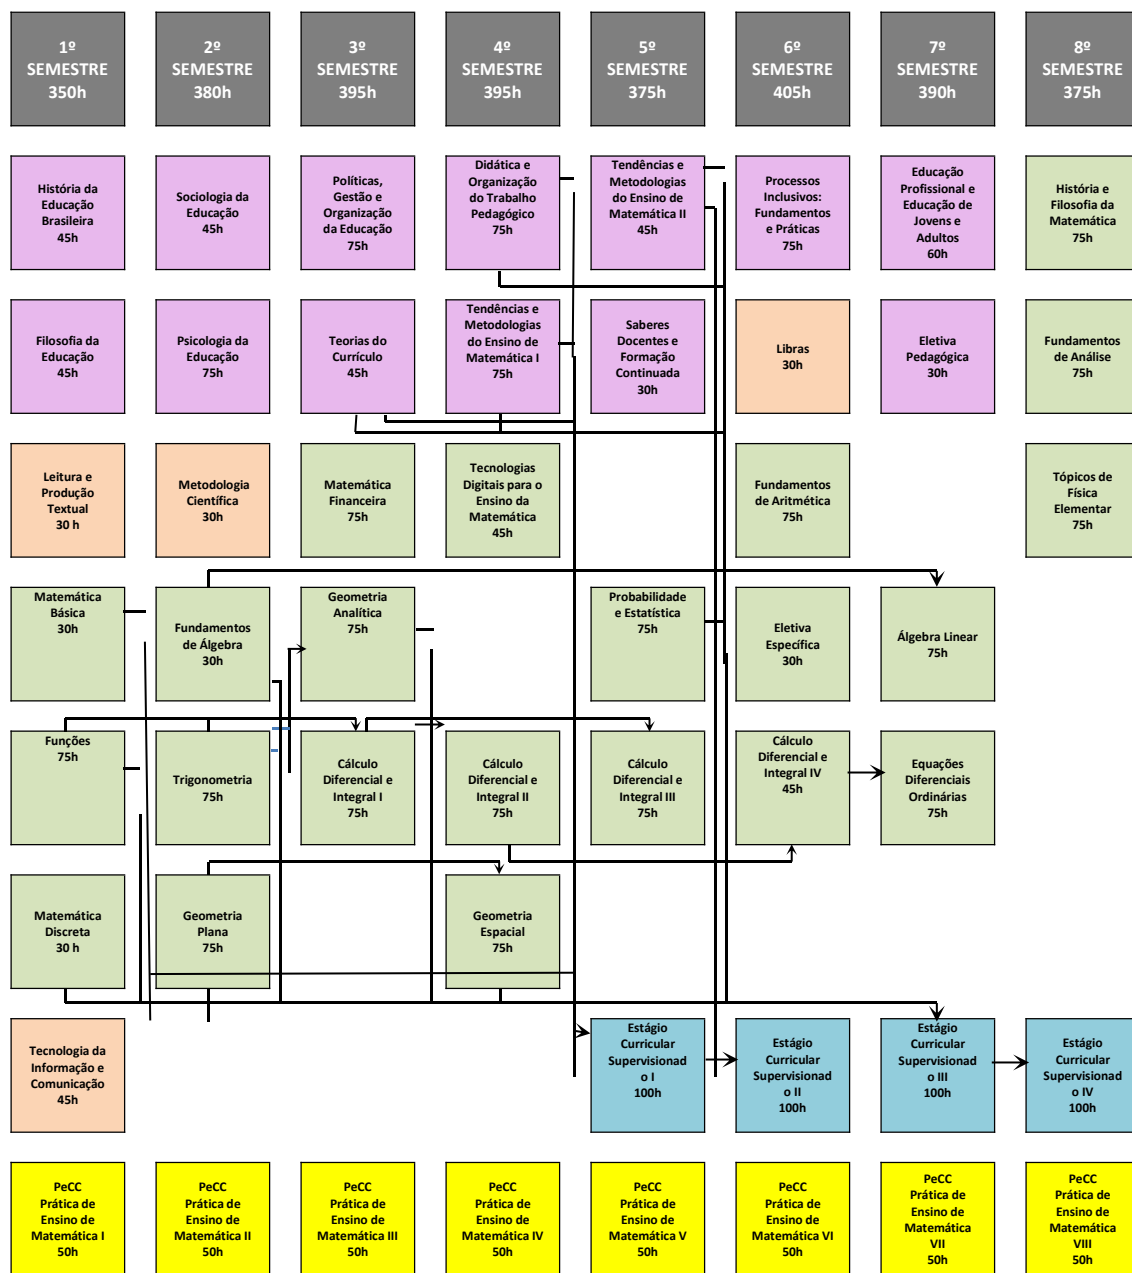 1º
SEMESTRE
350h
2º
SEMESTRE
380h
3º
SEMESTRE
395h
4º
SEMESTRE
395h
5º
SEMESTRE
375h
6º
SEMESTRE
405h
7º
SEMESTRE
390h
8º
SEMESTRE
375h
História da
Educação
Brasileira
45h
Sociologia da
Educação
45h
Políticas,
Gestão e
Organização
da Educação
75h
Didática e
Organização
do Trabalho
Pedagógico
75h
Tendências e
Metodologias
do Ensino de
Matemática II
45h
Processos
Inclusivos:
Fundamentos
e Práticas
75h
Educação
Profissional e
Educação de
Jovens e
Adultos
60h
História e
Filosofia da
Matemática
75h
Filosofia da
Educação
45h
Psicologia da
Educação
75h
Teorias do
Currículo
45h
Tendências e
Metodologias
do Ensino de
Matemática I
75h
Saberes
Docentes e
Formação
Continuada
30h
Libras
30h
Eletiva
Pedagógica
30h
Fundamentos
de Análise
75h
Leitura e
Produção
Textual
30 h
Metodologia
Científica
30h
Matemática
Financeira
75h
Tecnologias
Digitais para o
Ensino da
Matemática
45h
Fundamentos
de Aritmética
75h
Tópicos de
Física
Elementar
75h
Matemática
Básica
30h
Fundamentos
de Álgebra
30h
Geometria
Analítica
75h
Probabilidade
e Estatística
75h
Eletiva
Específica
30h
Álgebra Linear
75h
Funções
75h
Trigonometria
75h
Cálculo
Diferencial e
Integral I
75h
Cálculo
Diferencial e
Integral II
75h
Cálculo
Diferencial e
Integral III
75h
Cálculo
Diferencial e
Integral IV
45h
Equações
Diferenciais
Ordinárias
75h
Matemática
Discreta
30 h
Geometria
Plana
75h
Geometria
Espacial
75h
Tecnologia da
Informação e
Comunicação
45h
Estágio
Curricular
Supervisionad
o I
100h
Estágio
Curricular
Supervisionad
o II
100h
Estágio
Curricular
Supervisionad
o III
100h
Estágio
Curricular
Supervisionad
o IV
100h
PeCC
Prática de
Ensino de
Matemática I
50h
PeCC
Prática de
Ensino de
Matemática II
50h
PeCC
Prática de
Ensino de
Matemática III
50h
PeCC
Prática de
Ensino de
Matemática IV
50h
PeCC
Prática de
Ensino de
Matemática V
50h
PeCC
Prática de
Ensino de
Matemática VI
50h
PeCC
Prática de
Ensino de
Matemática
VII
50h
PeCC
Prática de
Ensino de
Matemática
VIII
50h